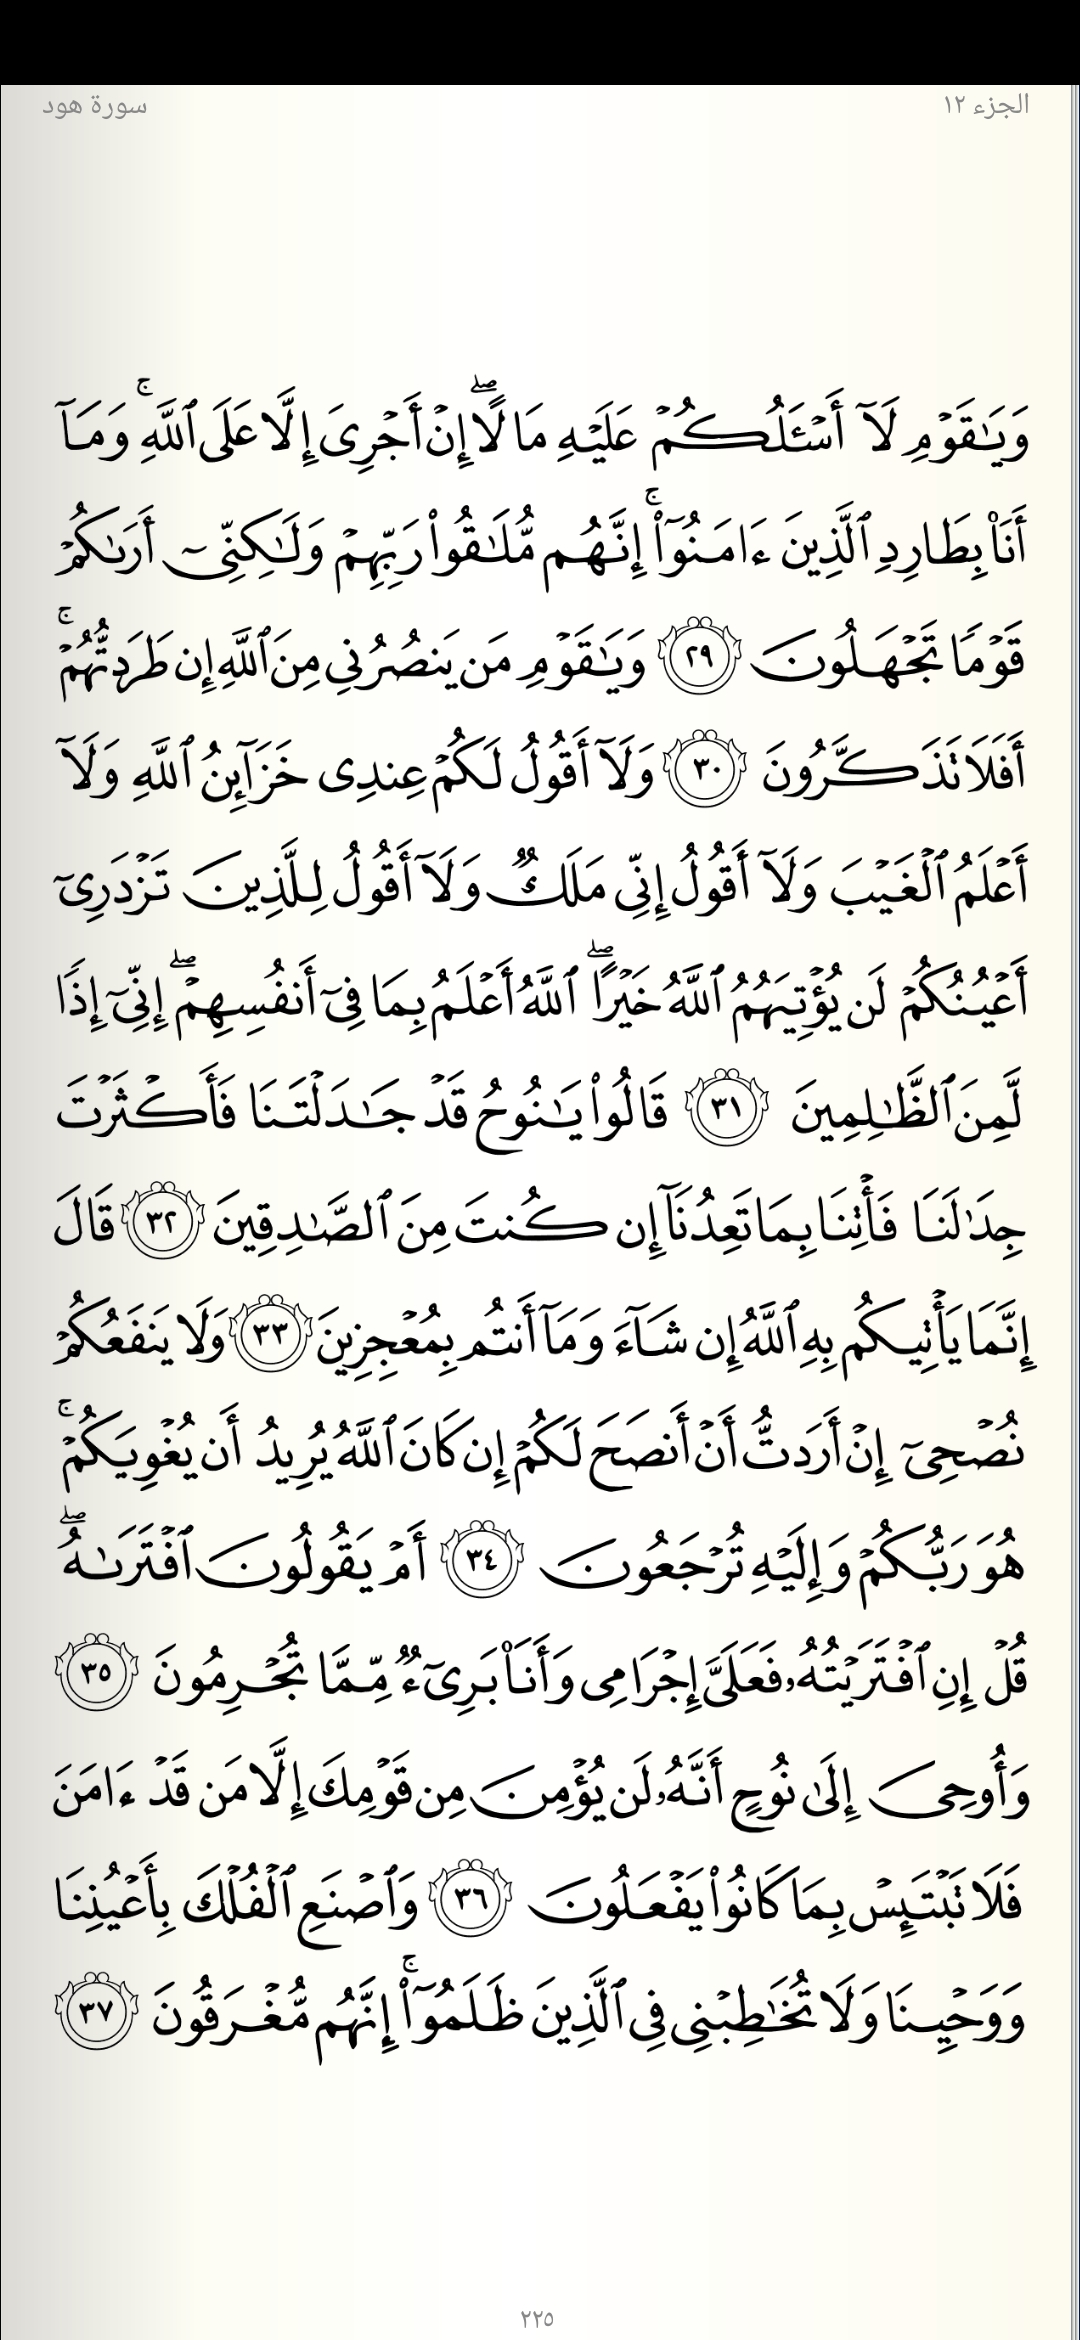 الجزء ١٢
سورة هود
وَيَٰقَوْمِ لَآ أَسْـَٔلُكُمْ عَلَيْهِ مَالًاۖ إِنْ أَجْرِىَ إِلَّا عَلَى ٱللَّهِۚ وَمَآ
أَنَا۠ بِطَارِدِ ٱلَّذِينَ ءَامَنُوٓا۟ۚ إِنَّهُم مُّلَٰقُوا۟ رَبِّهِمْ وَلَٰكِنِّىٓ أَرَىٰكُمْ
قَوْمًا تَجْهَلُونَ ٢٩ وَيَٰقَوْمِ مَن يَنصُرُنِى مِنَ ٱللَّهِ إِن طَرَدتُّهُمْۚ
أَفَلَا تَذَكَّرُونَ ٣٠ وَلَآ أَقُولُ لَكُمْ عِندِى خَزَآئِنُ ٱللَّهِ وَلَآ
أَعْلَمُ ٱلْغَيْبَ وَلَآ أَقُولُ إِنِّى مَلَكٌ وَلَآ أَقُولُ لِلَّذِينَ تَزْدَرِىٓ
أَعْيُنُكُمْ لَن يُؤْتِيَهُمُ ٱللَّهُ خَيْرًاۖ ٱللَّهُ أَعْلَمُ بِمَا فِىٓ أَنفُسِهِمْۖ إِنِّىٓ إِذًا
لَّمِنَ ٱلظَّٰلِمِينَ ٣١ قَالُوا۟ يَٰنُوحُ قَدْ جَٰدَلْتَنَا فَأَكْثَرْتَ
جِدَٰلَنَا فَأْتِنَا بِمَا تَعِدُنَآ إِن كُنتَ مِنَ ٱلصَّٰدِقِينَ ٣٢ قَالَ
إِنَّمَا يَأْتِيكُم بِهِ ٱللَّهُ إِن شَآءَ وَمَآ أَنتُم بِمُعْجِزِينَ ٣٣ وَلَا يَنفَعُكُمْ
نُصْحِىٓ إِنْ أَرَدتُّ أَنْ أَنصَحَ لَكُمْ إِن كَانَ ٱللَّهُ يُرِيدُ أَن يُغْوِيَكُمْۚ
هُوَ رَبُّكُمْ وَإِلَيْهِ تُرْجَعُونَ ٣٤ أَمْ يَقُولُونَ ٱفْتَرَىٰهُۖ
قُلْ إِنِ ٱفْتَرَيْتُهُۥ فَعَلَىَّ إِجْرَامِى وَأَنَا۠ بَرِىٓءٌ مِّمَّا تُجْرِمُونَ ٣٥
وَأُوحِىَ إِلَىٰ نُوحٍ أَنَّهُۥ لَن يُؤْمِنَ مِن قَوْمِكَ إِلَّا مَن قَدْ ءَامَنَ
فَلَا تَبْتَئِسْ بِمَا كَانُوا۟ يَفْعَلُونَ ٣٦ وَٱصْنَعِ ٱلْفُلْكَ بِأَعْيُنِنَا
وَوَحْيِنَا وَلَا تُخَٰطِبْنِى فِى ٱلَّذِينَ ظَلَمُوٓا۟ۚ إِنَّهُم مُّغْرَقُونَ ٣٧
٢٢٥